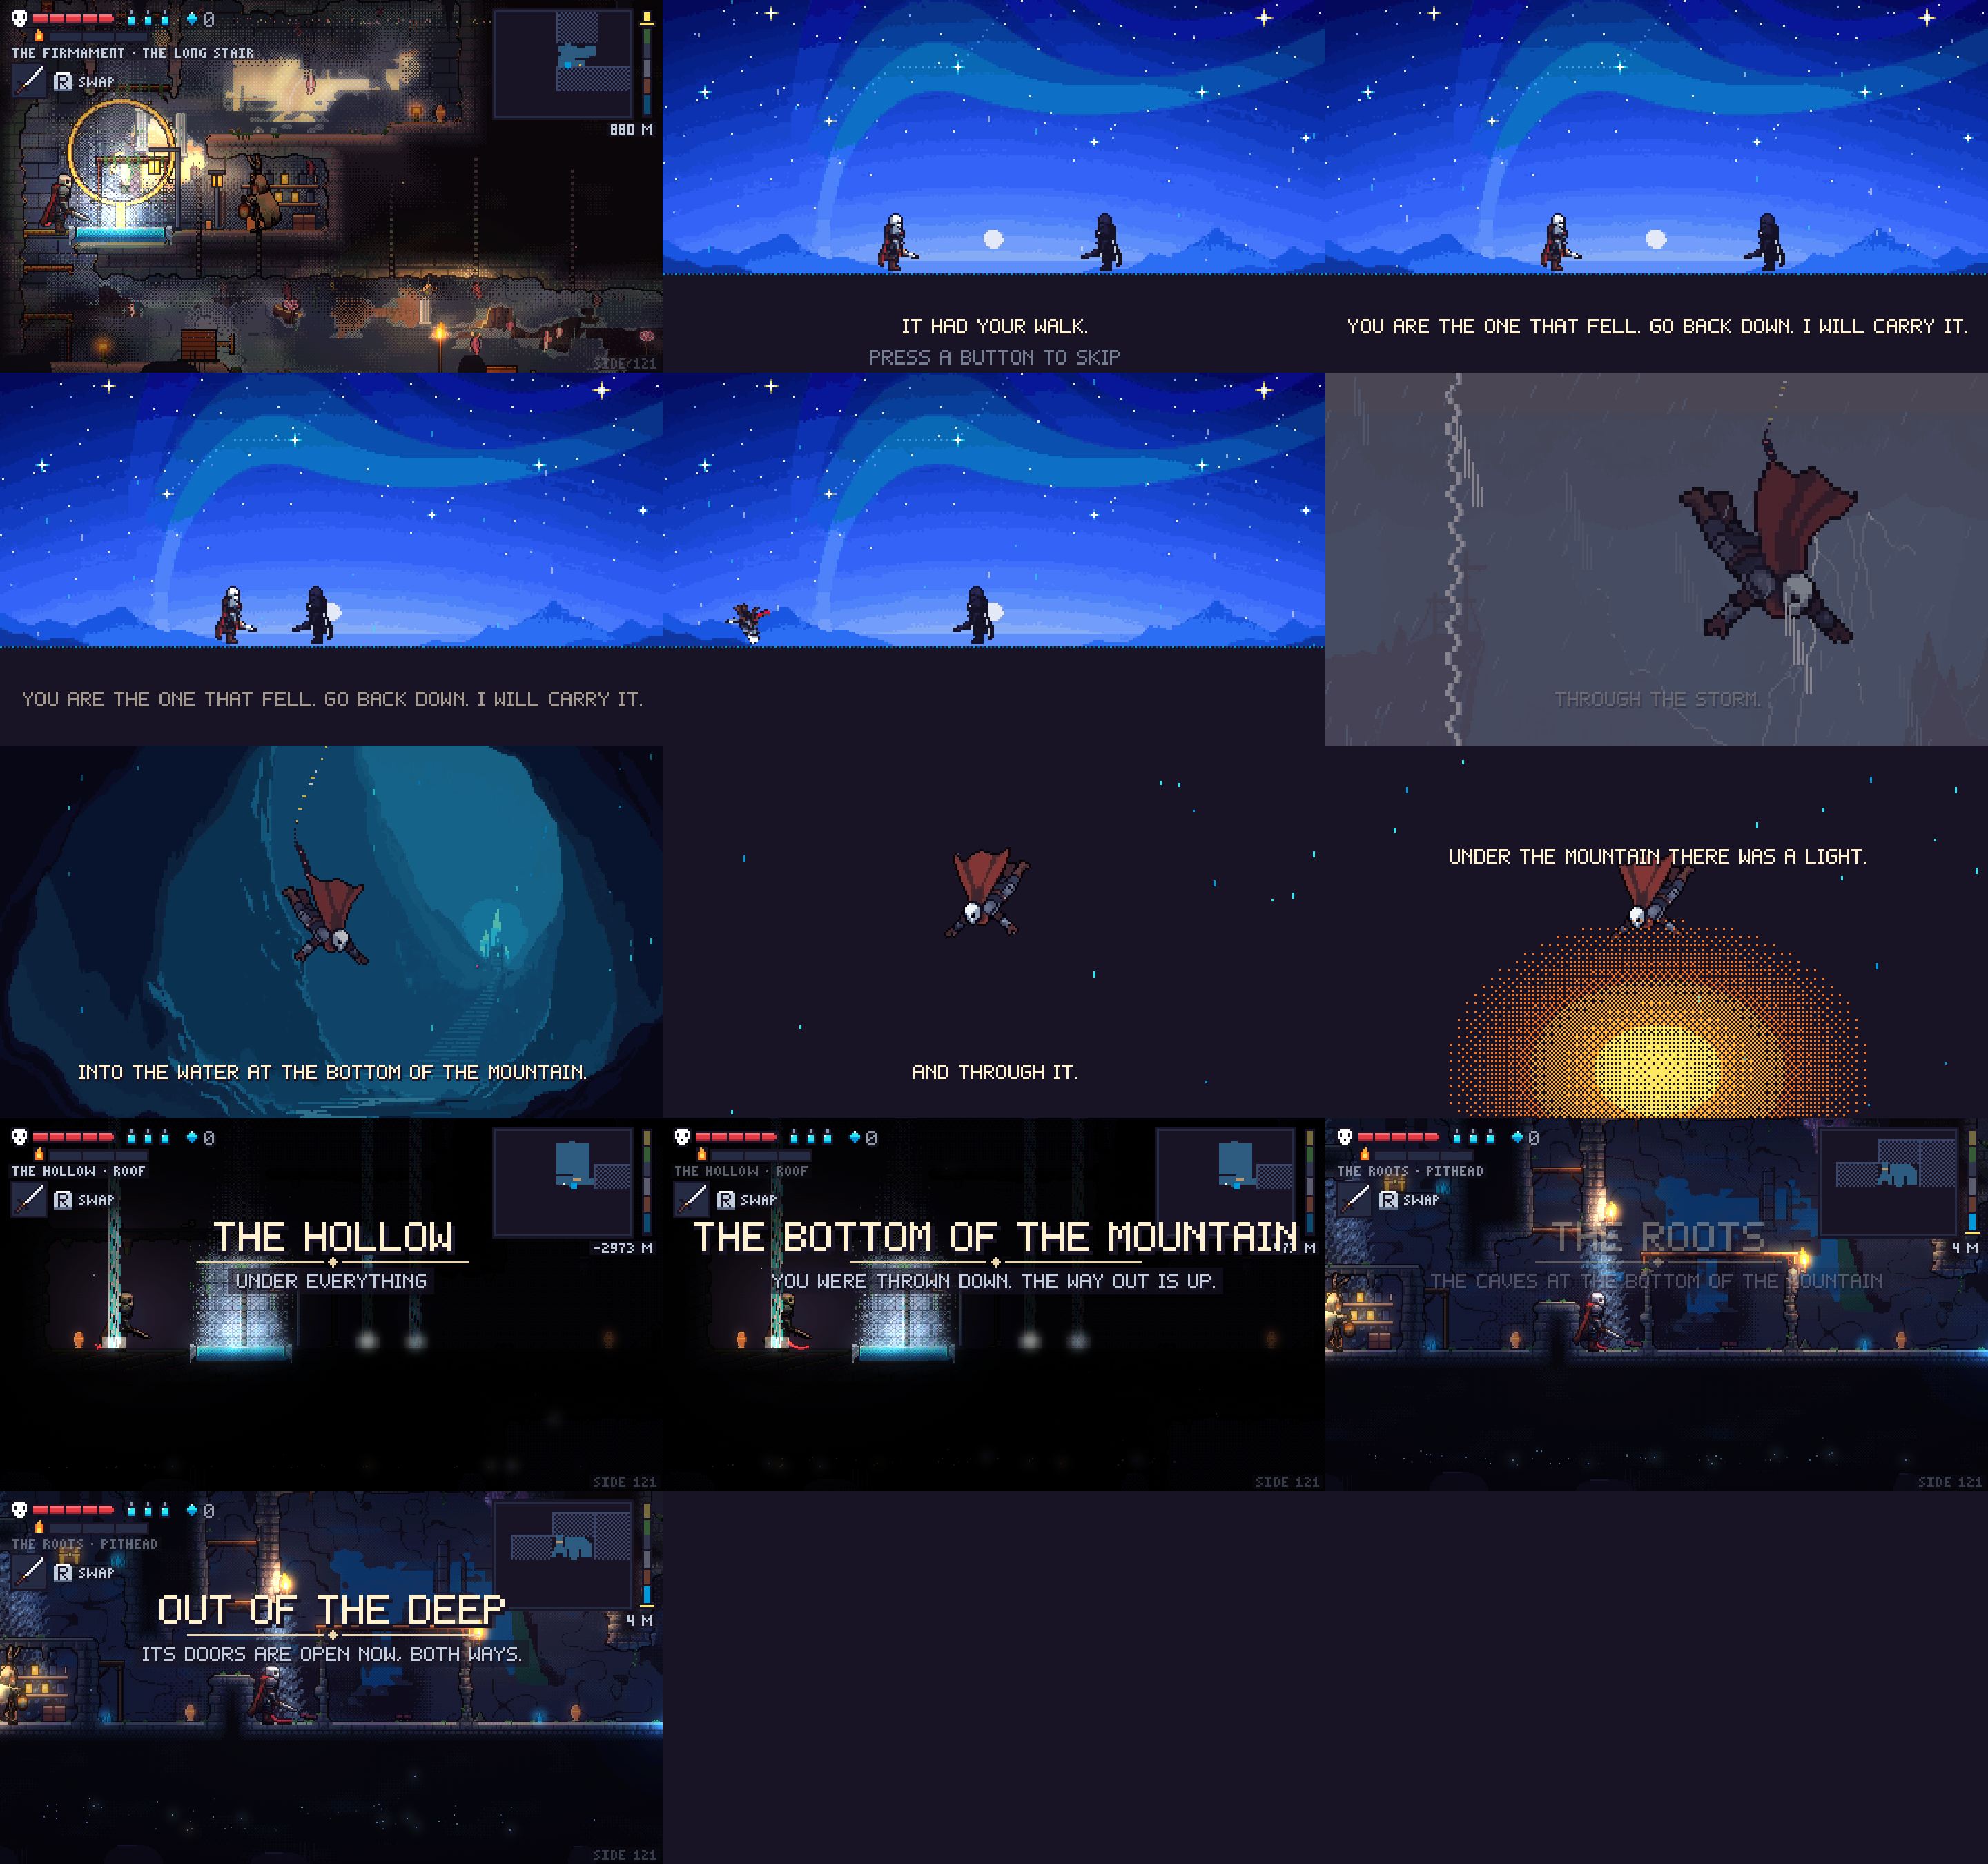 0
THE FIRMAMENT · THE LONG STAIR
R SWAP
880 M
SIDE/121
IT HAD YOUR WALK.
PRESS A BUTTON TO SKIP
YOU ARE THE ONE THAT FELL. GO BACK DOWN. I WILL CARRY IT.
YOU ARE THE ONE THAT FELL. GO BACK DOWN. I WILL CARRY IT.
THROUGH THE STORM.
INTO THE WATER AT THE BOTTOM OF THE MOUNTAIN.
AND THROUGH IT.
UNDER THE MOUNTAIN THERE WAS A LIGHT.
0
THE HOLLOW · ROOF
R SWAP
THE HOLLOW
-2973 M
UNDER EVERYTHING
SIDE 121
0
THE HOLLOW · ROOF
R SWAP
THE BOTTOM OF THE MOUNTAIN
M
YOU WERE THROWN DOWN. THE WAY OUT IS UP.
SIDE 121
0
THE ROOTS · PITHEAD
R SWAP
THE ROOTS
4 M
THE CAVES AT THE BOTTOM OF THE MOUNTAIN
SIDE 121
0
THE ROOTS · PITHEAD
R SWAP
OUT OF THE DEEP
4 M
ITS DOORS ARE OPEN NOW, BOTH WAYS.
SIDE 121